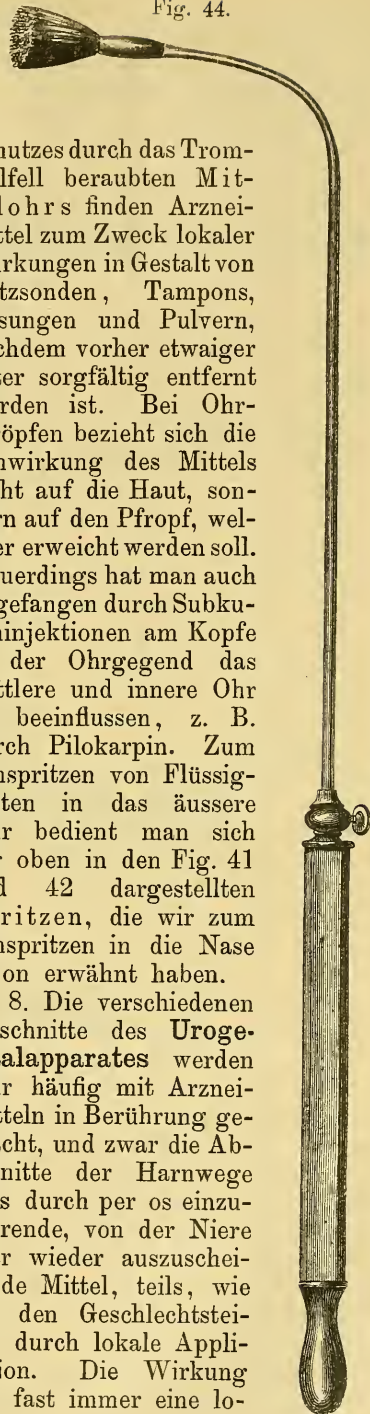 Fig. 44.
hutzes durch das Trom-
lfell beraubten Mit-
lohrs finden Arznei-
ttel zum Zweck lokaler
irkungen in Gestalt von
tzsonden, Tampons,
sungen und Pulvern,
chdem vorher etwaiger
ter sorgfältig entfernt
rden ist. Bei Ohr-
öpfen bezieht sich die
nwirkung des Mittels
ht auf die Haut, son-
rn auf den Pfropf, wel-
er erweicht werden soll.
uerdings hat man auch
gefangen durch Subku-
ninjektionen am Kopfe
der Ohrgegend das
ttlere und innere Ohr
beeinflussen, z. B.
rch Pilokarpin. Zum
nspritzen von Flüssig-
ten in das äussere
r bedient man sich
r oben in den Fig. 41
d 42 dargestellten
ritzen, die wir zum
nspritzen in die Nase
on erwähnt haben.
8. Die verschiedenen
schnitte des Uroge-
alapparates werden
r häufig mit Arznei-
tteln in Berührung ge-
cht, und zwar die Ab-
nitte der Harnwege
s durch per os einzu-
rende, von der Niere
r wieder auszuschei-
de Mittel, teils, wie
den Geschlechtstei-
durch lokale Appli-
ion. Die Wirkung
fast immer eine lo-